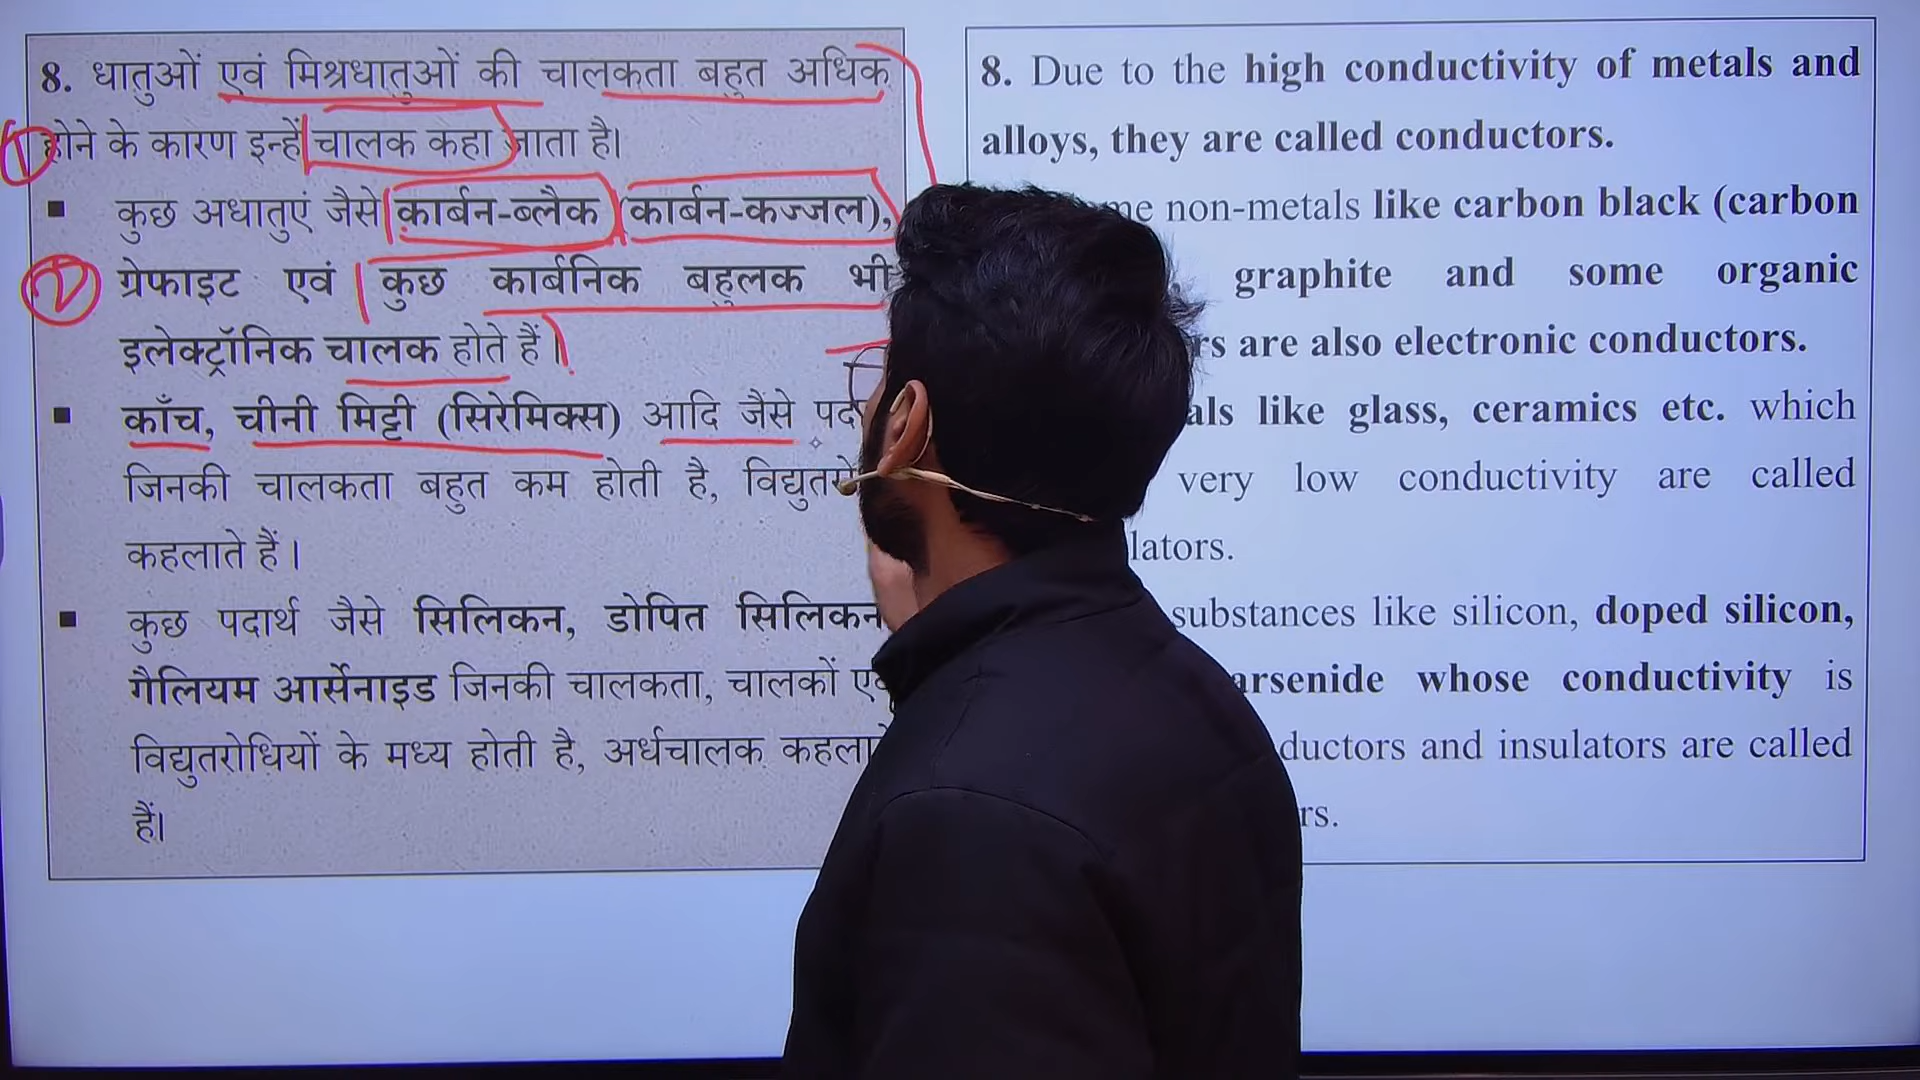 8. धातुओं एवं मिश्रधातुओं की चालकता बहुत अधिक
होने के कारण इन्हें चालक कहा जाता है।
▪ कुछ अधातुएं जैसे कार्बन-ब्लैक (कार्बन-कज्जल),
ग्रेफाइट एवं कुछ कार्बनिक बहुलक भी
इलेक्ट्रॉनिक चालक होते हैं।
▪ काँच, चीनी मिट्टी (सिरेमिक्स) आदि जैसे
जिनकी चालकता बहुत कम होती है,
कहलाते हैं।
▪ कुछ पदार्थ जैसे सिलिकन, डोपित सिलिकन
गैलियम आर्सेनाइड जिनकी चालकता, चालकों
विद्युतरोधियों के मध्य होती है, अर्धचालक
हैं।
8. Due to the high conductivity of metals and
alloys, they are called conductors.
non-metals like carbon black (carbon
graphite and some organic
are also electronic conductors.
like glass, ceramics etc. which
very low conductivity are called
substances like silicon, doped silicon,
arsenide whose conductivity is
and insulators are called
①
②